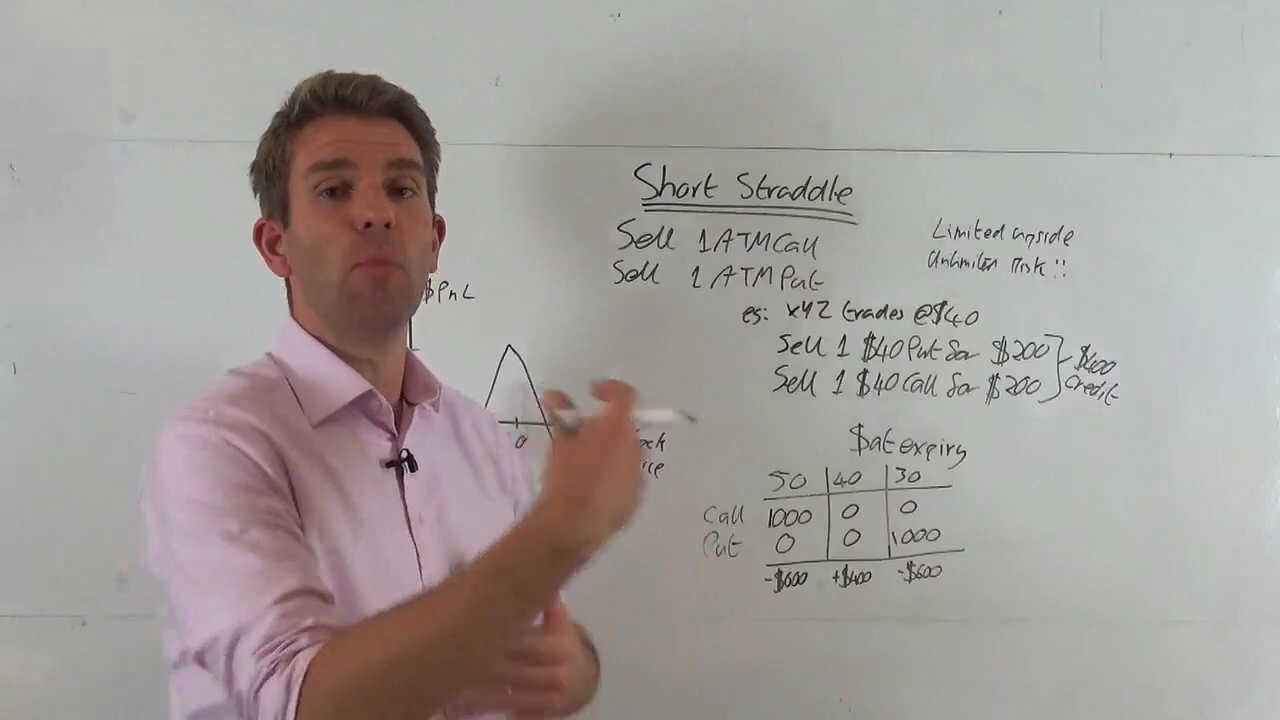 Short Straddle
Sell 1 ATM Call
Sell 1 ATM Put
Limited upside
Unlimited Risk!!
eg: XYZ trades @ $40
Sell 1 $40 Put for $200
Sell 1 $40 Call for $200
$400
Credit
$PnL
0
$ at expiry
50 40 30
Call 1000 0 0
Put 0 0 1000
-$600 +$400 -$600